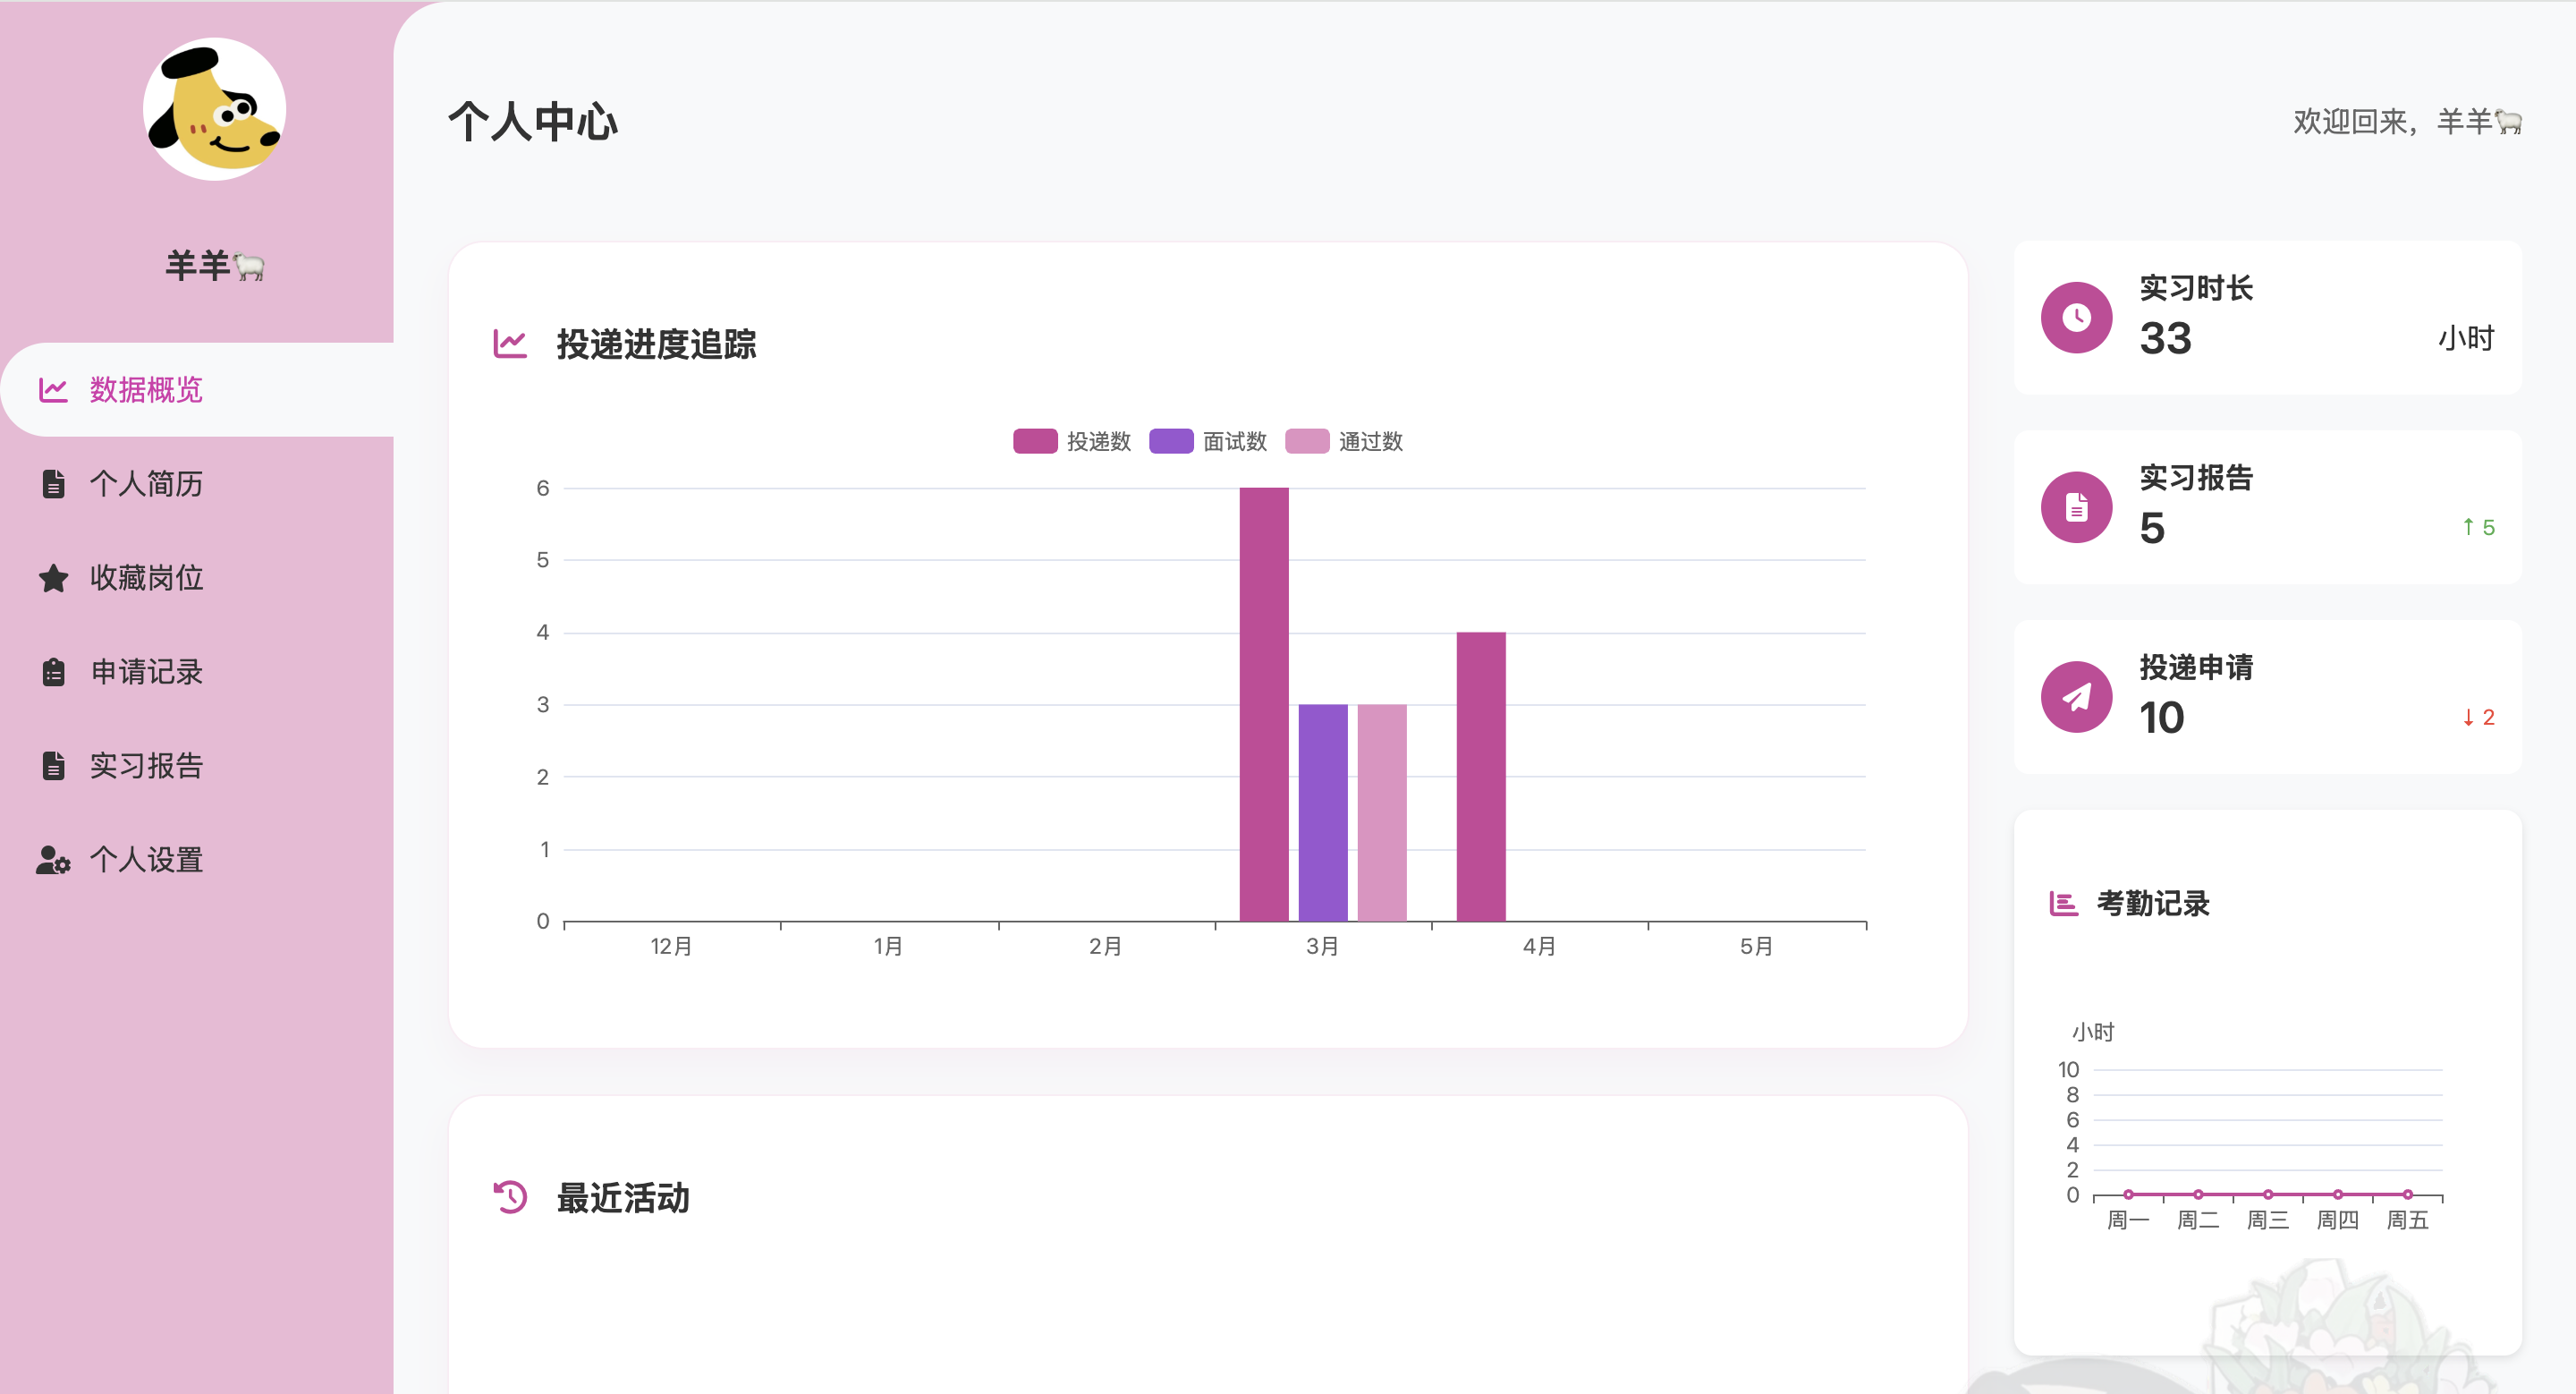 羊羊🐑
数据概览
个人简历
收藏岗位
申请记录
实习报告
个人设置
个人中心
欢迎回来，羊羊🐑
投递进度追踪
投递数 面试数 通过数
6
5
4
3
2
1
0
12月 1月 2月 3月 4月 5月
最近活动
实习时长
33 小时
实习报告
5 ↑ 5
投递申请
10 ↓ 2
考勤记录
小时
10
8
6
4
2
0
周一 周二 周三 周四 周五